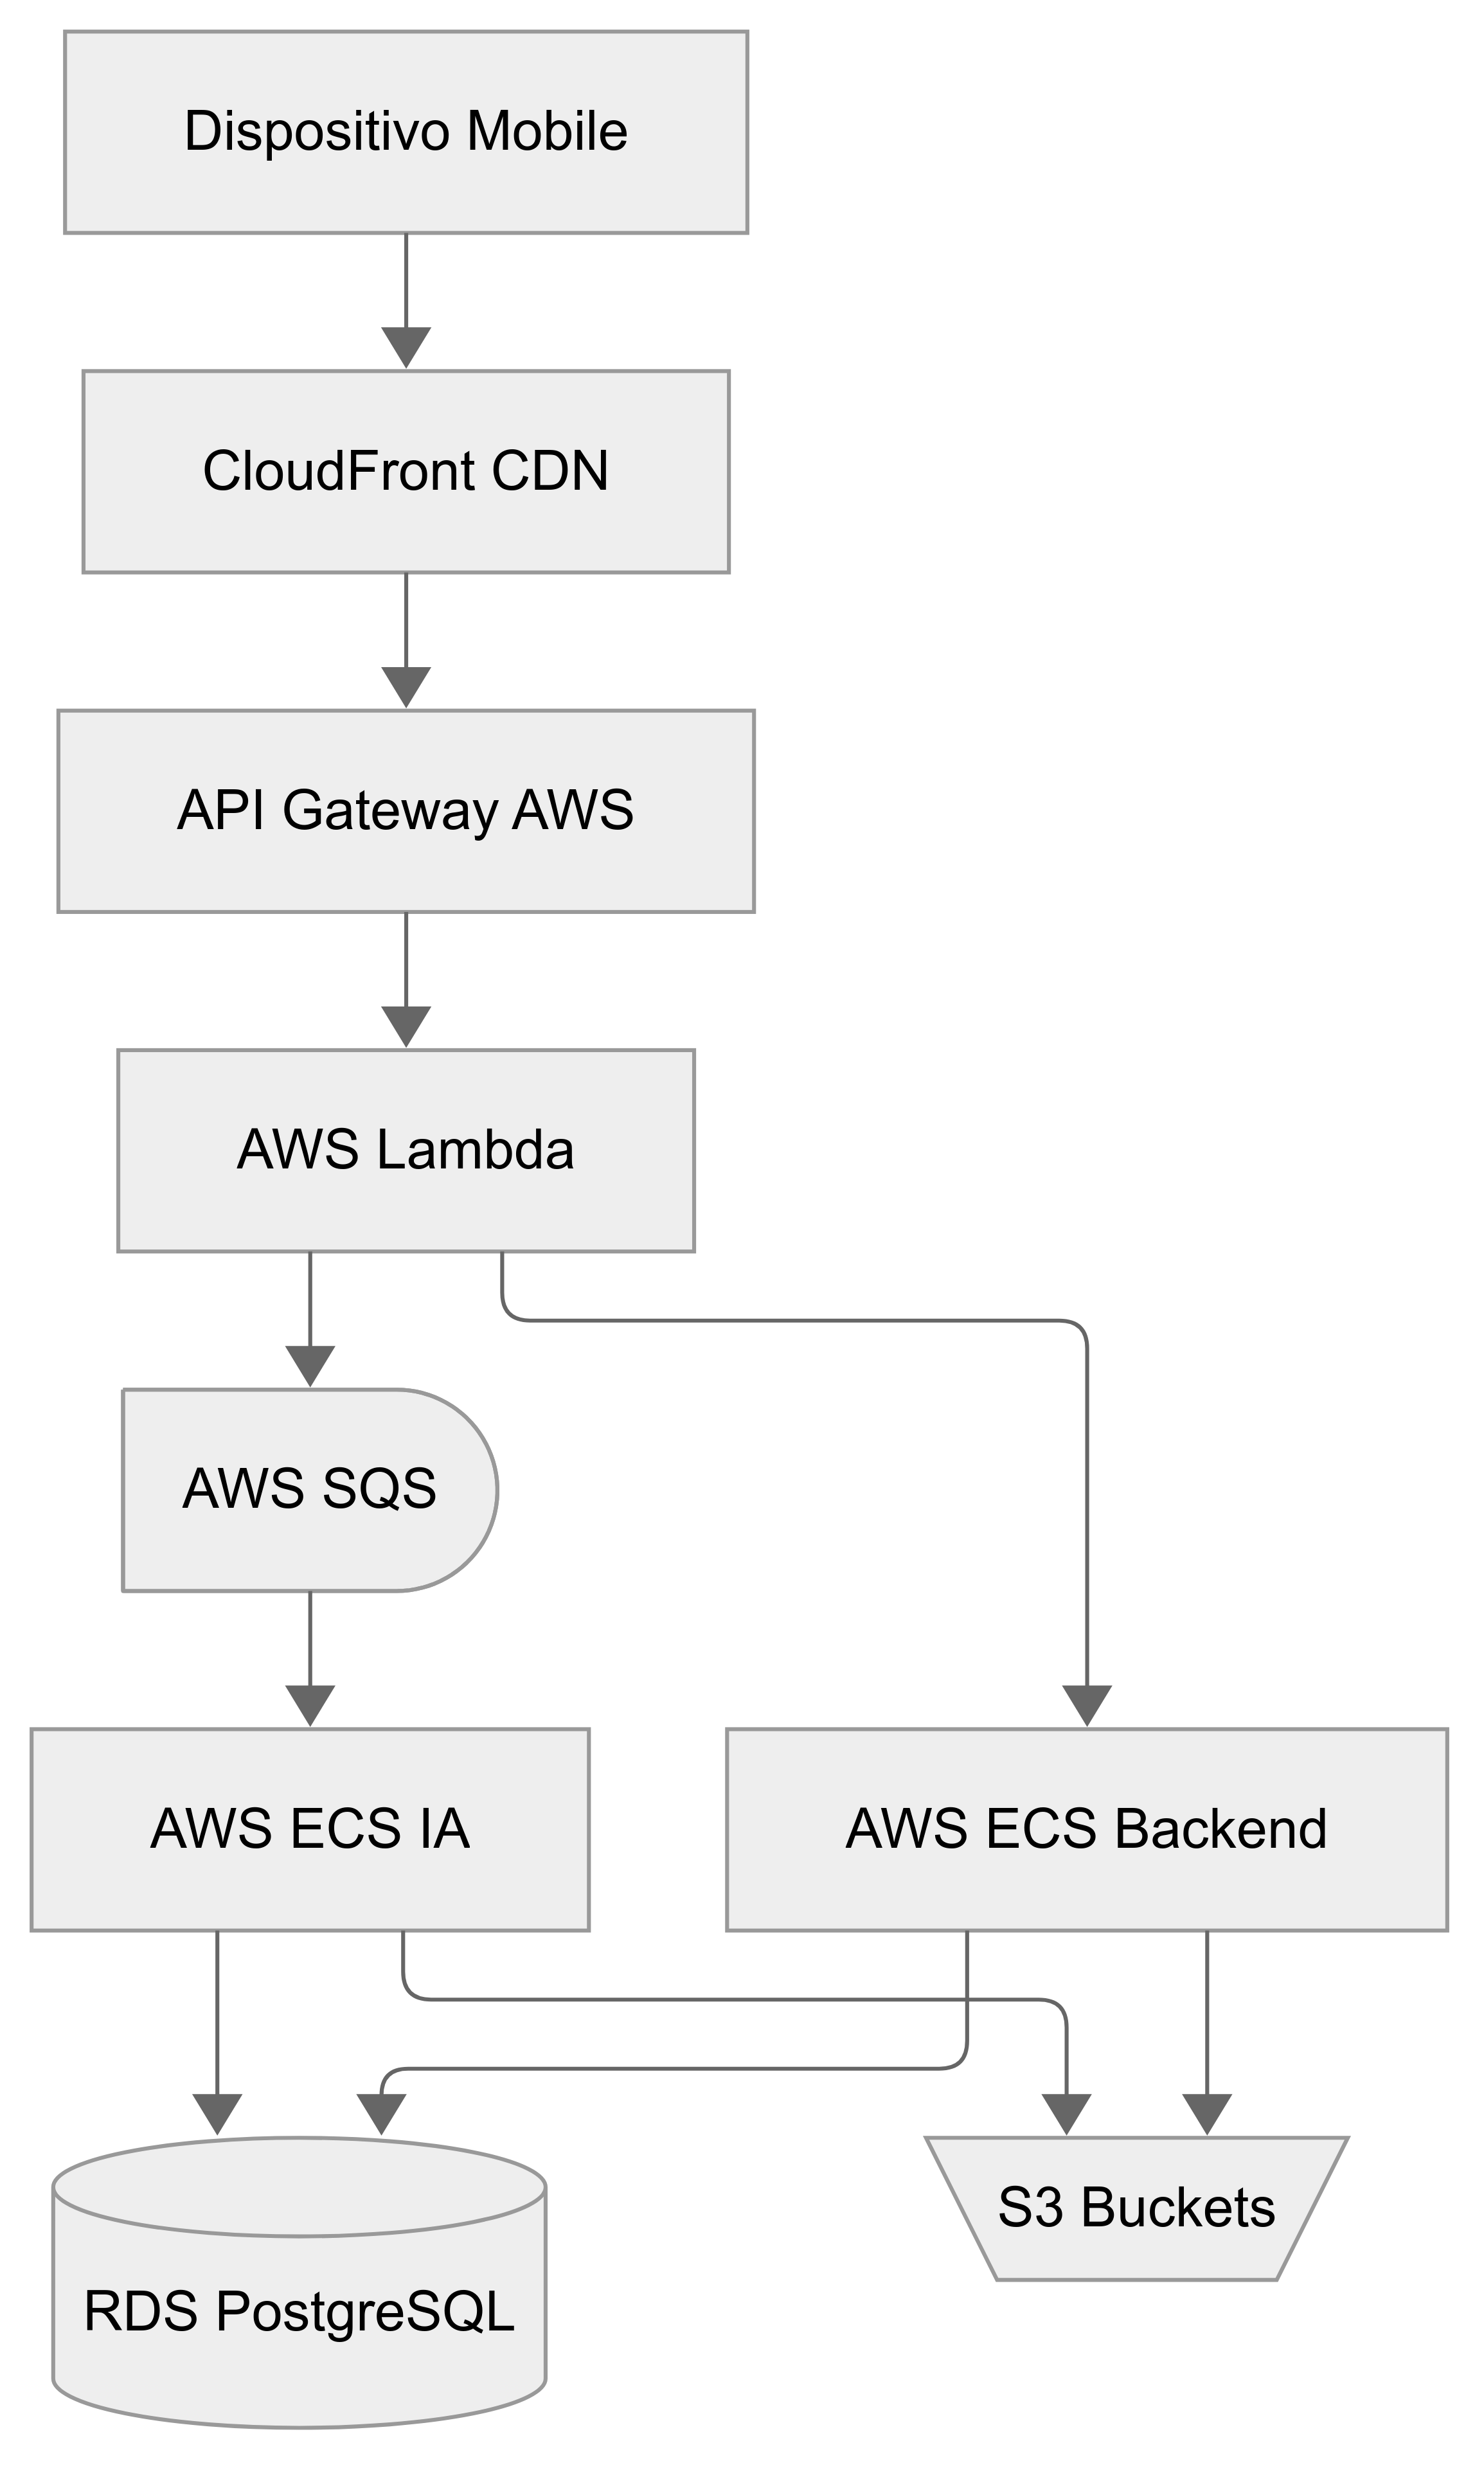 Dispositivo Mobile
CloudFront CDN
API Gateway AWS
AWS Lambda
AWS SQS
AWS ECS IA
AWS ECS Backend
S3 Buckets
RDS PostgreSQL